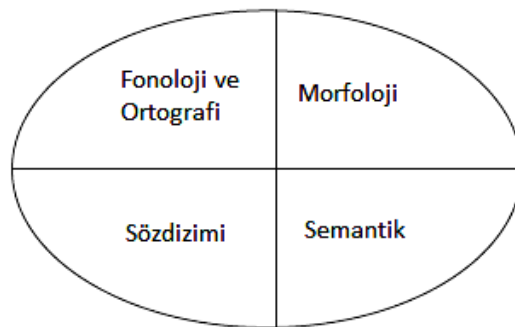 Fonoloji ve
Ortografi
Morfoloji
Sözdizimi
Semantik